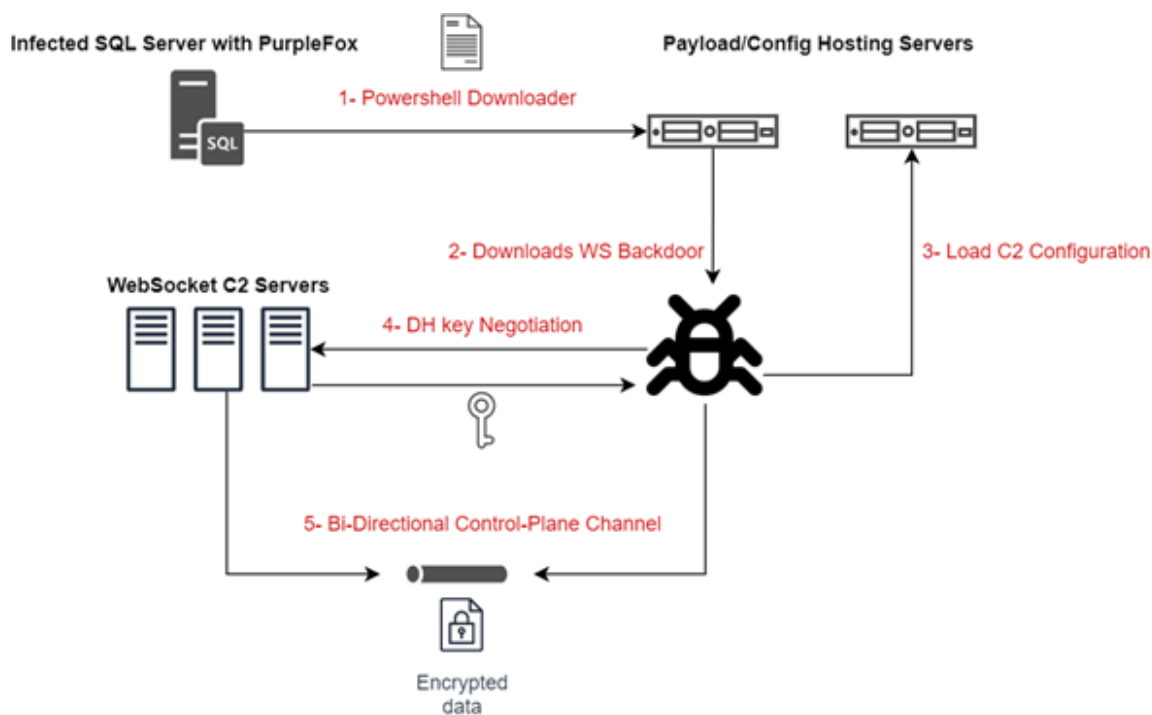 Infected SQL Server with PurpleFox
Payload/Config Hosting Servers
1- Powershell Downloader
SQL
2- Downloads WS Backdoor
3- Load C2 Configuration
WebSocket C2 Servers
4- DH key Negotiation
5- Bi-Directional Control-Plane Channel
Encrypted
data